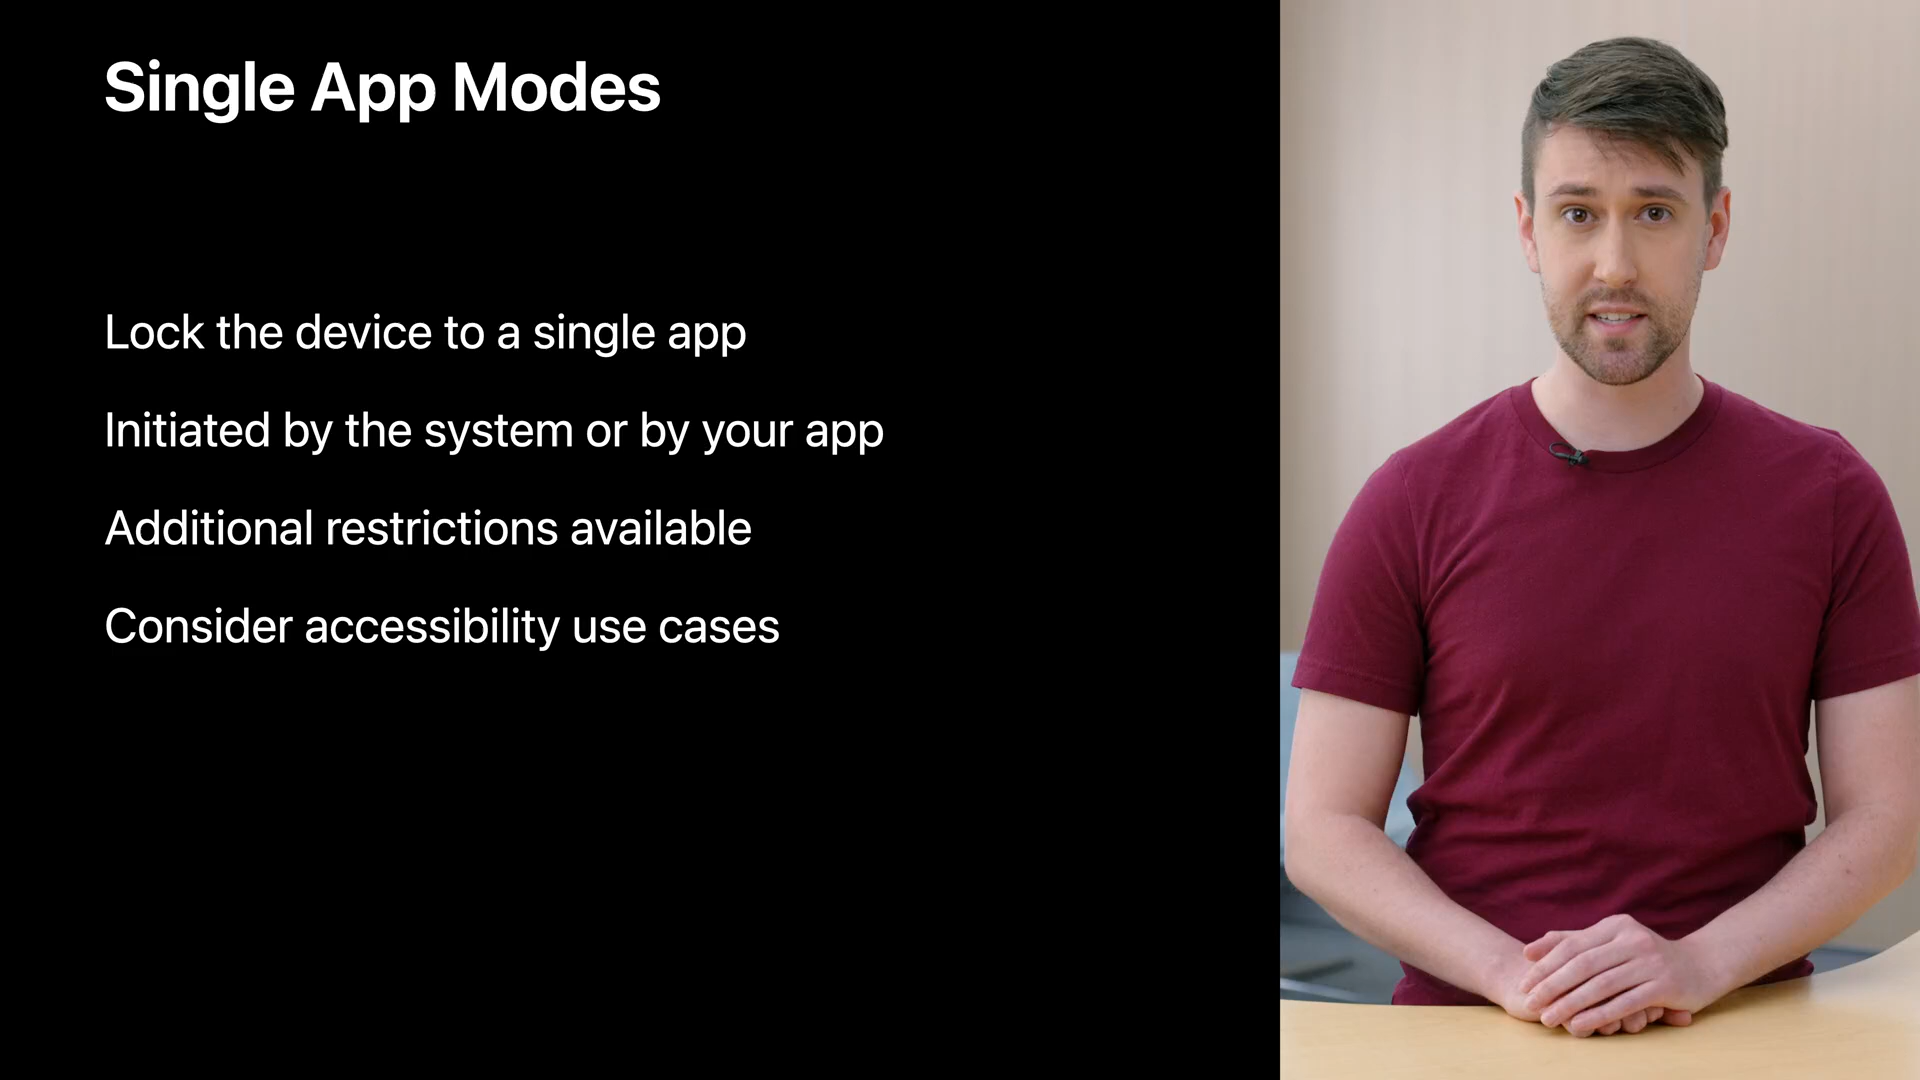 Single App Modes
Lock the device to a single app
Initiated by the system or by your app
Additional restrictions available
Consider accessibility use cases